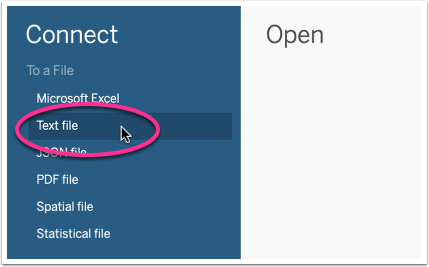 Connect
Open
To a File
Microsoft Excel
Text file
JSON file
PDF file
Spatial file
Statistical file